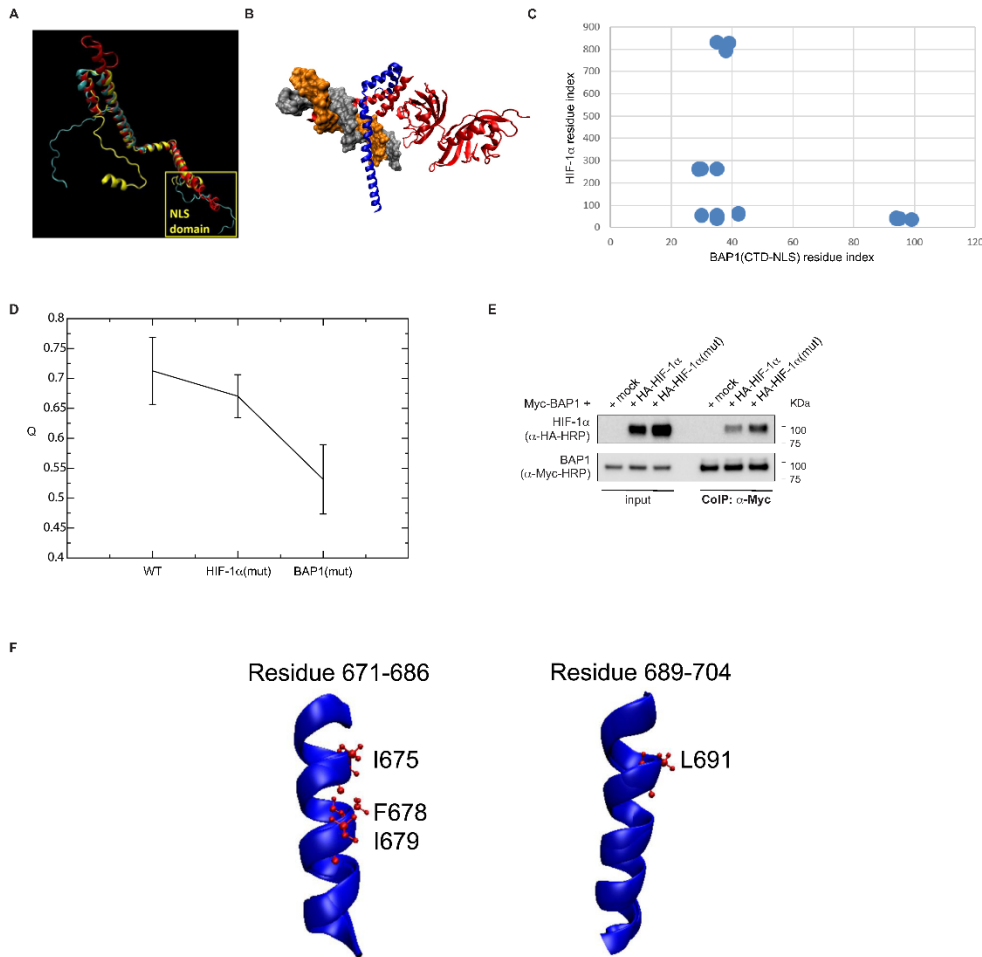 A
B
C
NLS
domain
HIF-1α residue index
900
800
700
600
500
400
300
200
100
0
0 20 40 60 80 100 120
BAP1(CTD-NLS) residue index
D
Q
0.8
0.75
0.7
0.65
0.6
0.55
0.5
0.45
0.4
WT HIF-1α(mut) BAP1(mut)
E
Myc-BAP1 +
+ mock
+ HA-HIF-1α
+ HA-HIF-1α(mut)
+ mock
+ HA-HIF-1α
+ HA-HIF-1α(mut)
KDa
HIF-1α
(α-HA-HRP)
100
75
BAP1
(α-Myc-HRP)
100
75
input
CoIP: α-Myc
F
Residue 671-686
I675
F678
I679
Residue 689-704
L691